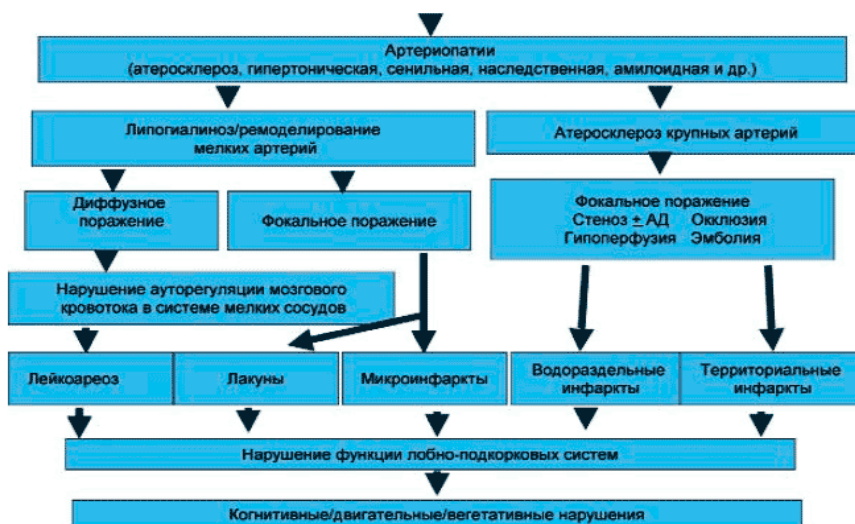 Артериопатии
(атеросклероз, гипертоническая, сенильная, наследственная, амилоидная и др.)
Липогиалиноз/ремоделирование
мелких артерий
Атеросклероз крупных артерий
Диффузное
поражение
Фокальное поражение
Фокальное поражение
Стеноз ± АД Окклюзия
Гипоперфузия Эмболия
Нарушение ауторегуляции мозгового
кровотока в системе мелких сосудов
Лейкоареоз
Лакуны
Микроинфаркты
Водораздельные
инфаркты
Территориальные
инфаркты
Нарушение функции лобно-подкорковых систем
Когнитивные/двигательные/вегетативные нарушения